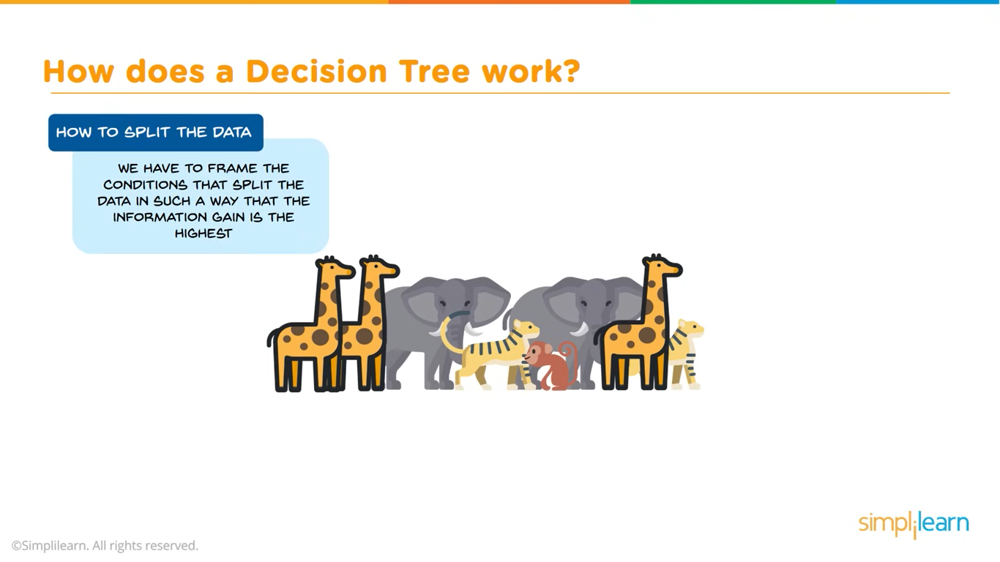 How does a Decision Tree work?
HOW TO SPLIT THE DATA
WE HAVE TO FRAME THE
CONDITIONS THAT SPLIT THE
DATA IN SUCH A WAY THAT THE
INFORMATION GAIN IS THE
HIGHEST
simplilearn
©Simplilearn. All rights reserved.